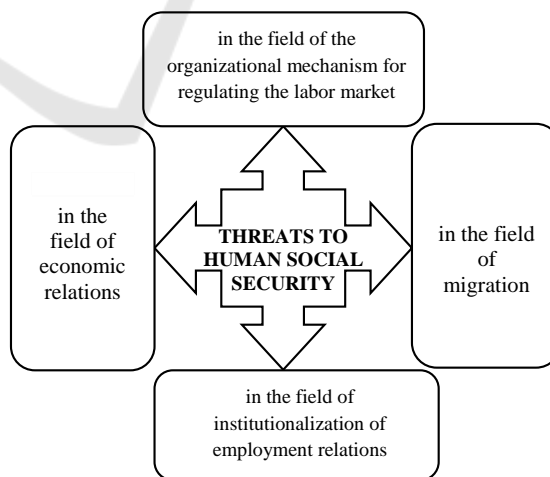 in the field of the
organizational mechanism for
regulating the labor market
in the
field of
economic
relations
THREATS TO
HUMAN SOCIAL
SECURITY
in the field
of
migration
in the field of
institutionalization of
employment relations